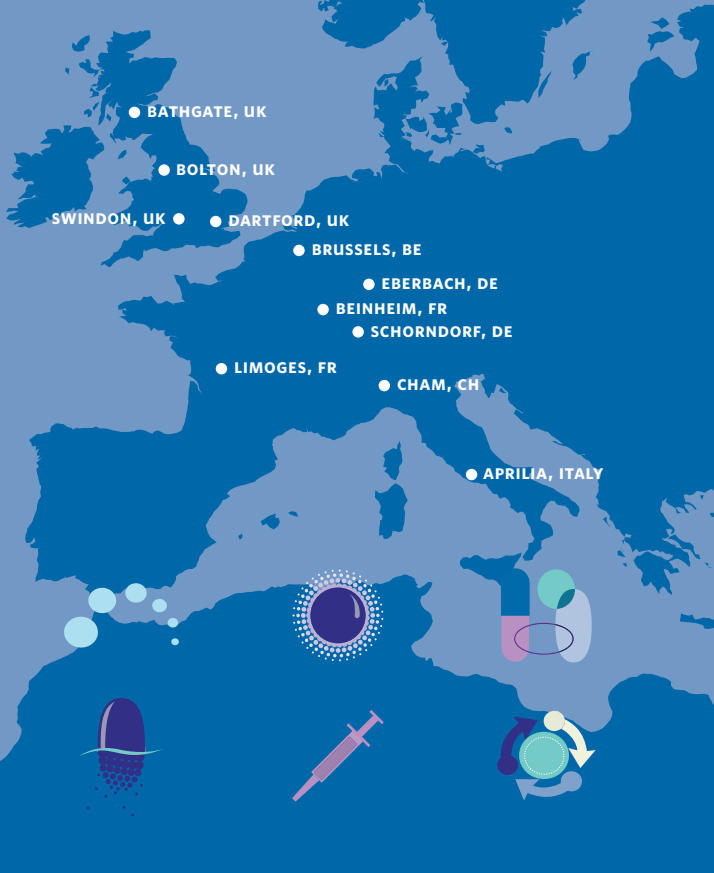 BATHGATE, UK
BOLTON, UK
SWINDON, UK
DARTFORD, UK
BRUSSELS, BE
EBERBACH, DE
BEINHEIM, FR
SCHORNDORF, DE
LIMOGES, FR
CHAM, CH
APRILIA, ITALY